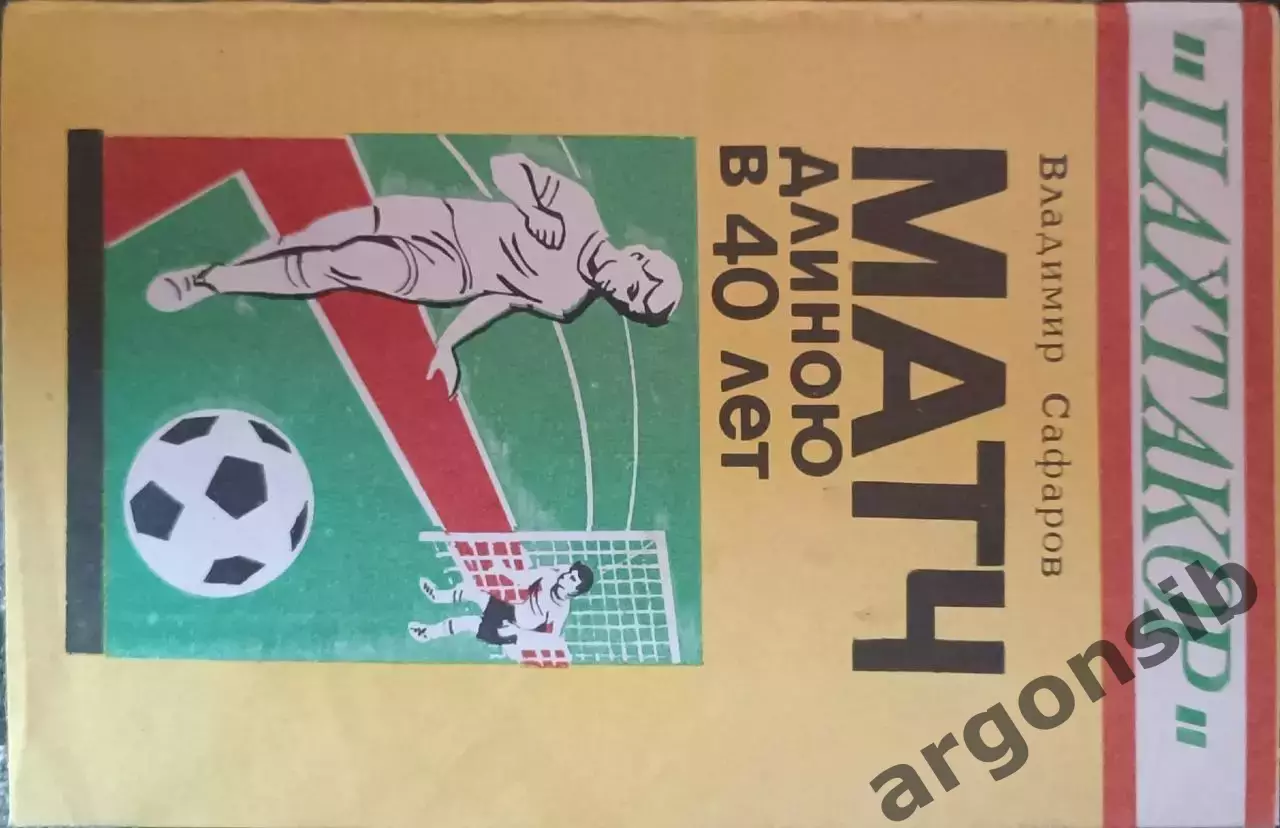 "ПАХТАКОР"
Владимир Сафаров
МАТЧ
длиною
в 40 лет
argonsib